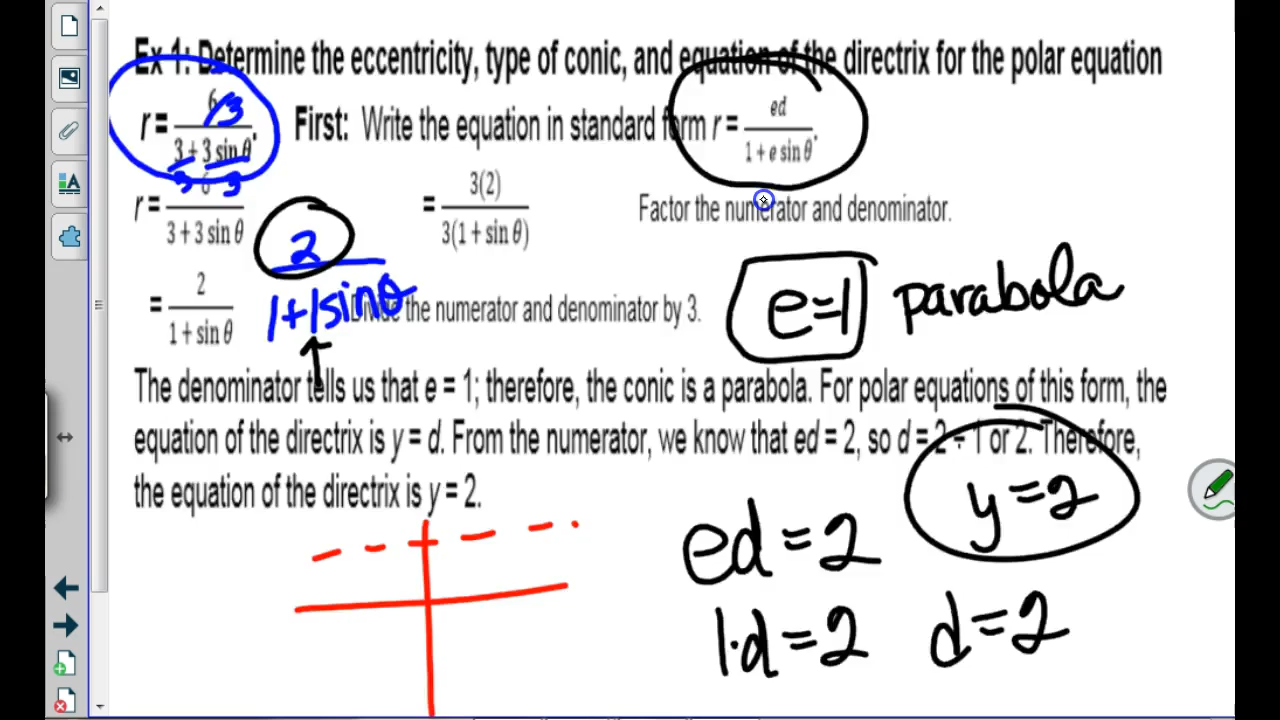 Ex 1: Determine the eccentricity, type of conic, and equation of the directrix for the polar equation
r = 6/(3 + 3 sin θ). First: Write the equation in standard form r = ed/(1 + e sin θ).
/3
3 3
r = 6/(3 + 3 sin θ) = 3(2)/(3(1 + sin θ)) Factor the numerator and denominator.
2/(1+1sinθ)
= 2/(1 + sin θ) Divide the numerator and denominator by 3.
e=1 parabola
The denominator tells us that e = 1; therefore, the conic is a parabola. For polar equations of this form, the
equation of the directrix is y = d. From the numerator, we know that ed = 2, so d = 2 ÷ 1 or 2. Therefore,
the equation of the directrix is y = 2.
y=2
ed=2
1·d=2 d=2